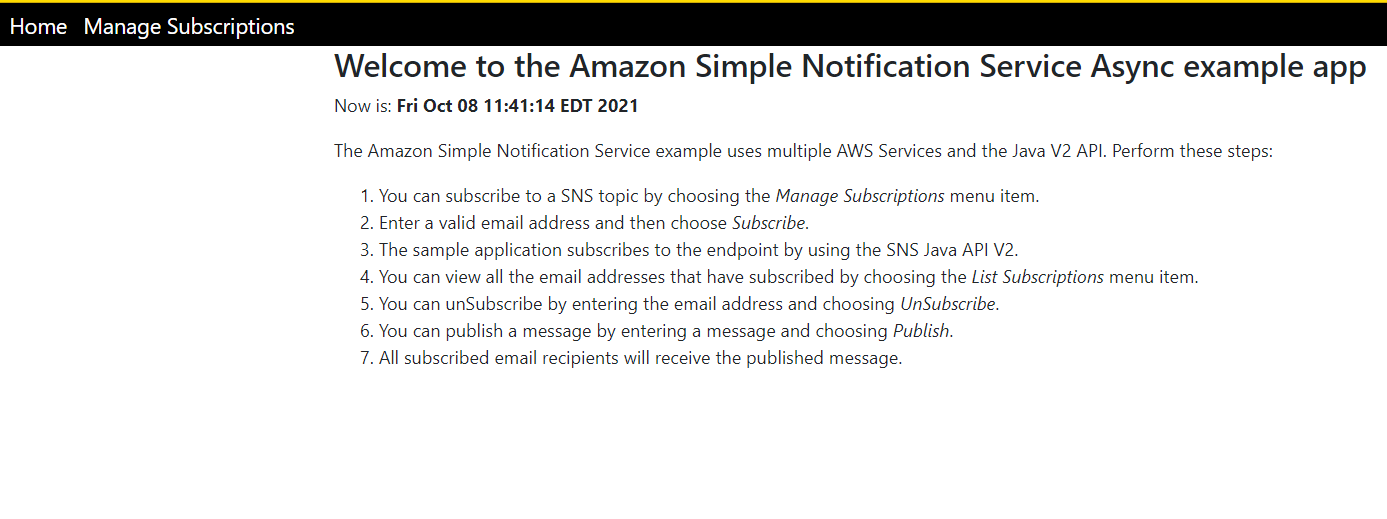 Home Manage Subscriptions
Welcome to the Amazon Simple Notification Service Async example app
Now is: Fri Oct 08 11:41:14 EDT 2021
The Amazon Simple Notification Service example uses multiple AWS Services and the Java V2 API. Perform these steps:
1. You can subscribe to a SNS topic by choosing the Manage Subscriptions menu item.
2. Enter a valid email address and then choose Subscribe.
3. The sample application subscribes to the endpoint by using the SNS Java API V2.
4. You can view all the email addresses that have subscribed by choosing the List Subscriptions menu item.
5. You can unSubscribe by entering the email address and choosing UnSubscribe.
6. You can publish a message by entering a message and choosing Publish.
7. All subscribed email recipients will receive the published message.